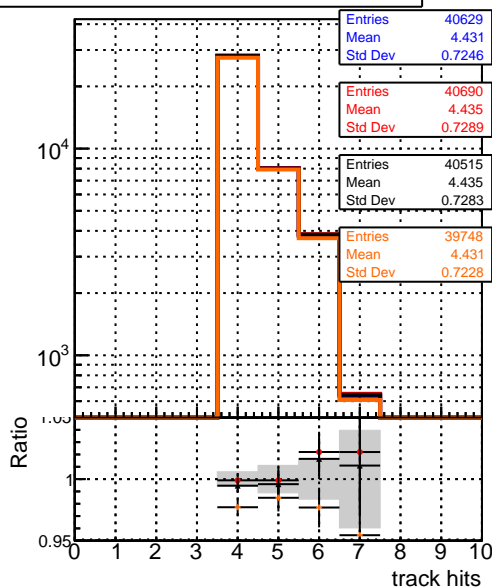 Entries 40629
Mean 4.431
Std Dev 0.7246
Entries 40690
Mean 4.435
Std Dev 0.7289
Entries 40515
Mean 4.435
Std Dev 0.7283
Entries 39748
Mean 4.431
Std Dev 0.7228
10⁴
10³
1
0.95
Ratio
0 1 2 3 4 5 6 7 8 9 10
track hits